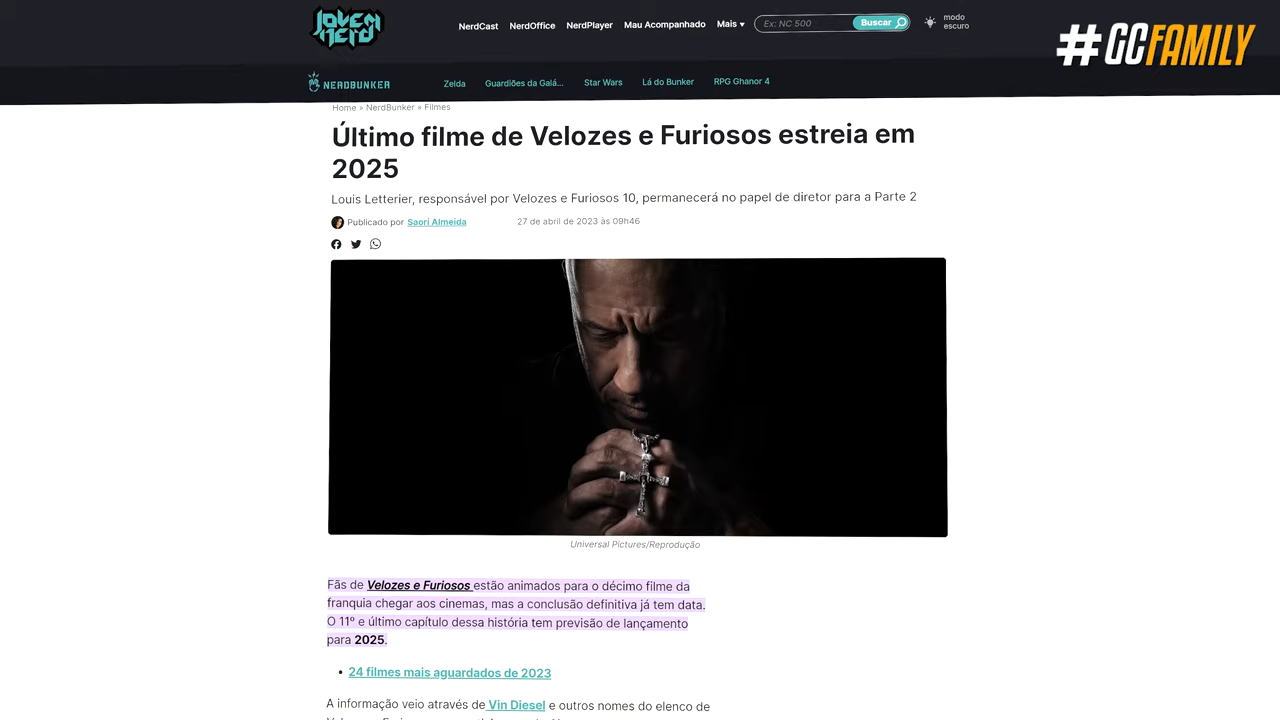 JOVEM NERD
NerdCast NerdOffice NerdPlayer Mau Acompanhado Mais
Ex: NC 500 Buscar
modo escuro
#GCFAMILY
NERDBUNKER Zelda Guardiões da Galá... Star Wars Lá do Bunker RPG Ghanor 4
Home » NerdBunker » Filmes
Último filme de Velozes e Furiosos estreia em
2025
Louis Letterier, responsável por Velozes e Furiosos 10, permanecerá no papel de diretor para a Parte 2
Publicado por Saori Almeida 27 de abril de 2023 às 09h46
Universal Pictures/Reprodução
Fãs de Velozes e Furiosos estão animados para o décimo filme da
franquia chegar aos cinemas, mas a conclusão definitiva já tem data.
O 11º e último capítulo dessa história tem previsão de lançamento
para 2025.
• 24 filmes mais aguardados de 2023
A informação veio através de Vin Diesel e outros nomes do elenco de